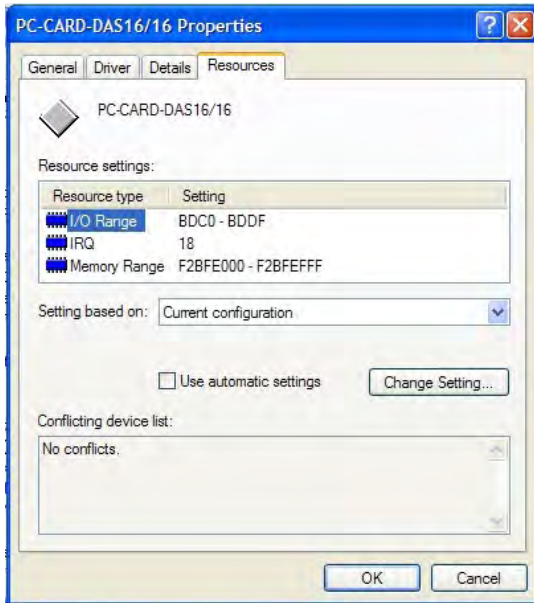 PC-CARD-DAS16/16 Properties
General Driver Details Resources
PC-CARD-DAS16/16
Resource settings:
Resource type Setting
I/O Range BDC0 - BDDF
IRQ 18
Memory Range F2BFE000 - F2BFEFFF
Setting based on: Current configuration
Use automatic settings Change Setting...
Conflicting device list:
No conflicts.
OK Cancel